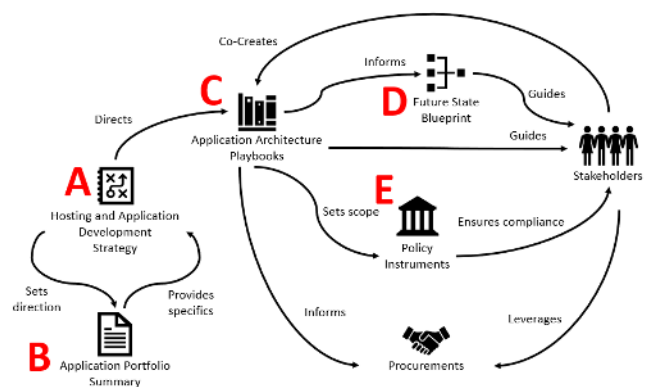 Co-Creates
Informs
C
D
Future State
Blueprint
Guides
Directs
Application Architecture
Playbooks
Guides
Stakeholders
A
E
Hosting and Application
Development
Strategy
Sets scope
Policy
Instruments
Ensures compliance
Sets
direction
Provides
specifics
Informs
Leverages
B
Application Portfolio
Summary
Procurements